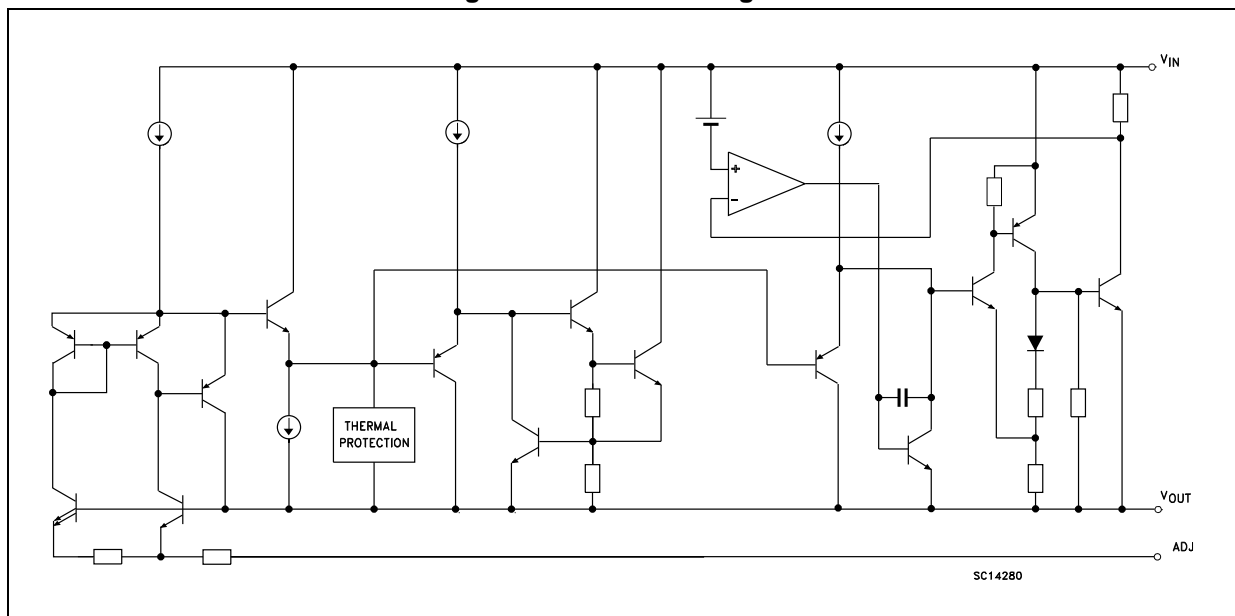 VIN
+
−
THERMAL
PROTECTION
VOUT
ADJ
SC14280